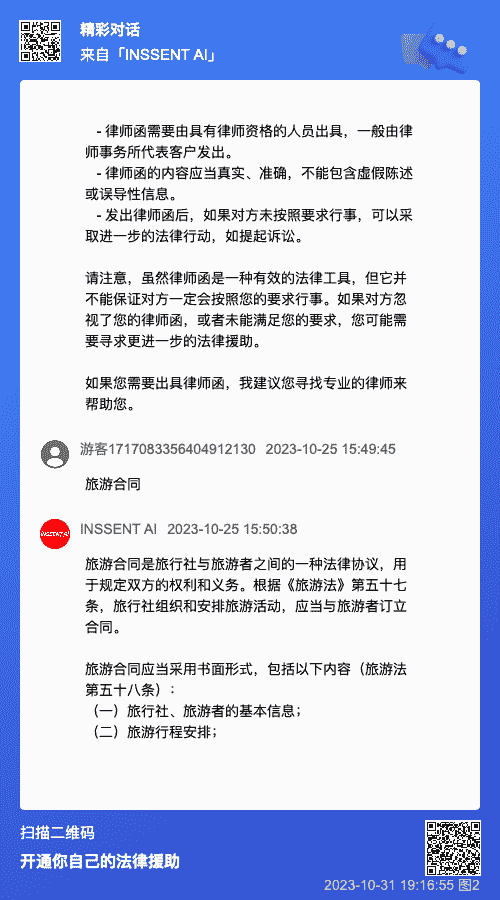 精彩对话
来自「INSSENT AI」
- 律师函需要由具有律师资格的人员出具，一般由律
师事务所代表客户发出。
- 律师函的内容应当真实、准确，不能包含虚假陈述
或误导性信息。
- 发出律师函后，如果对方未按照要求行事，可以采
取进一步的法律行动，如提起诉讼。
请注意，虽然律师函是一种有效的法律工具，但它并
不能保证对方一定会按照您的要求行事。如果对方忽
视了您的律师函，或者未能满足您的要求，您可能需
要寻求更进一步的法律援助。
如果您需要出具律师函，我建议您寻找专业的律师来
帮助您。
游客1717083356404912130 2023-10-25 15:49:45
旅游合同
INSSENT AI
INSSENT AI 2023-10-25 15:50:38
旅游合同是旅行社与旅游者之间的一种法律协议，用
于规定双方的权利和义务。根据《旅游法》第五十七
条，旅行社组织和安排旅游活动，应当与旅游者订立
合同。
旅游合同应当采用书面形式，包括以下内容（旅游法
第五十八条）：
（一）旅行社、旅游者的基本信息；
（二）旅游行程安排；
扫描二维码
开通你自己的法律援助
2023-10-31 19:16:55 图2